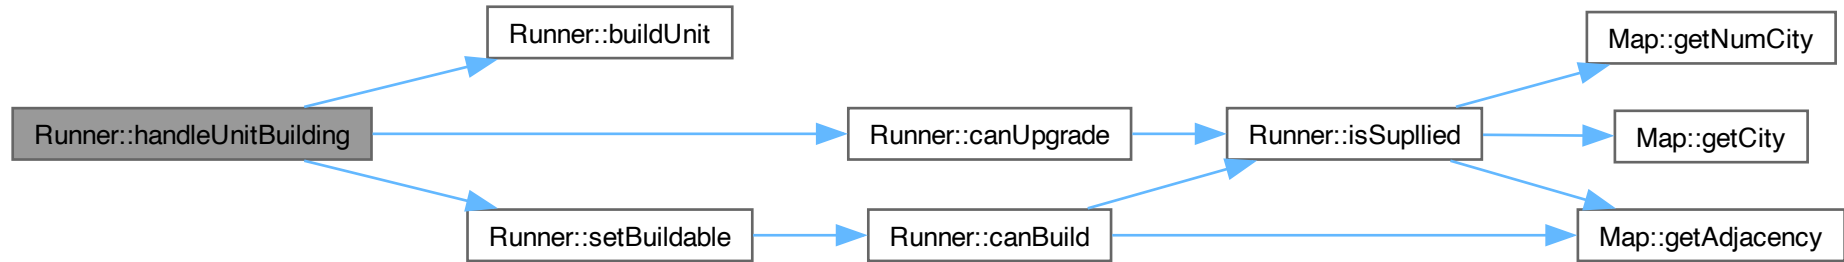 Runner::handleUnitBuilding
Runner::buildUnit
Runner::canUpgrade
Runner::setBuildable
Runner::canBuild
Runner::isSupllied
Map::getNumCity
Map::getCity
Map::getAdjacency